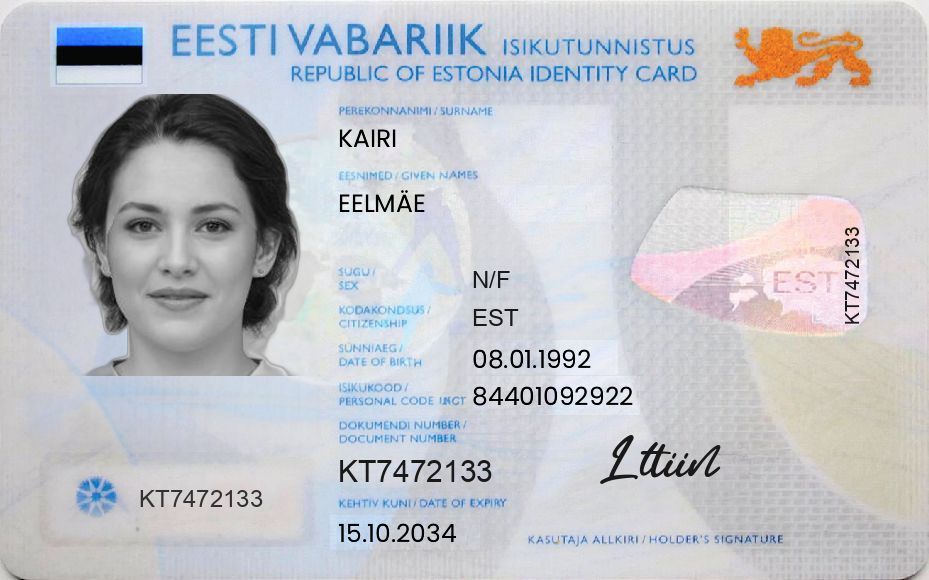 EESTI VABARIIK ISIKUTUNNISTUS
REPUBLIC OF ESTONIA IDENTITY CARD
PEREKONNANIMI / SURNAME
KAIRI
EESNIMED / GIVEN NAMES
EELMÄE
SUGU / SEX
N/F
KODAKONDSUS / CITIZENSHIP
EST
SÜNNIAEG / DATE OF BIRTH
08.01.1992
ISIKUKOOD / PERSONAL CODE
84401092922
DOKUMENDI NUMBER / DOCUMENT NUMBER
KT7472133
KEHTIV KUNI / DATE OF EXPIRY
15.10.2034
KT7472133
EST
KT7472133
KASUTAJA ALLKIRI / HOLDER'S SIGNATURE